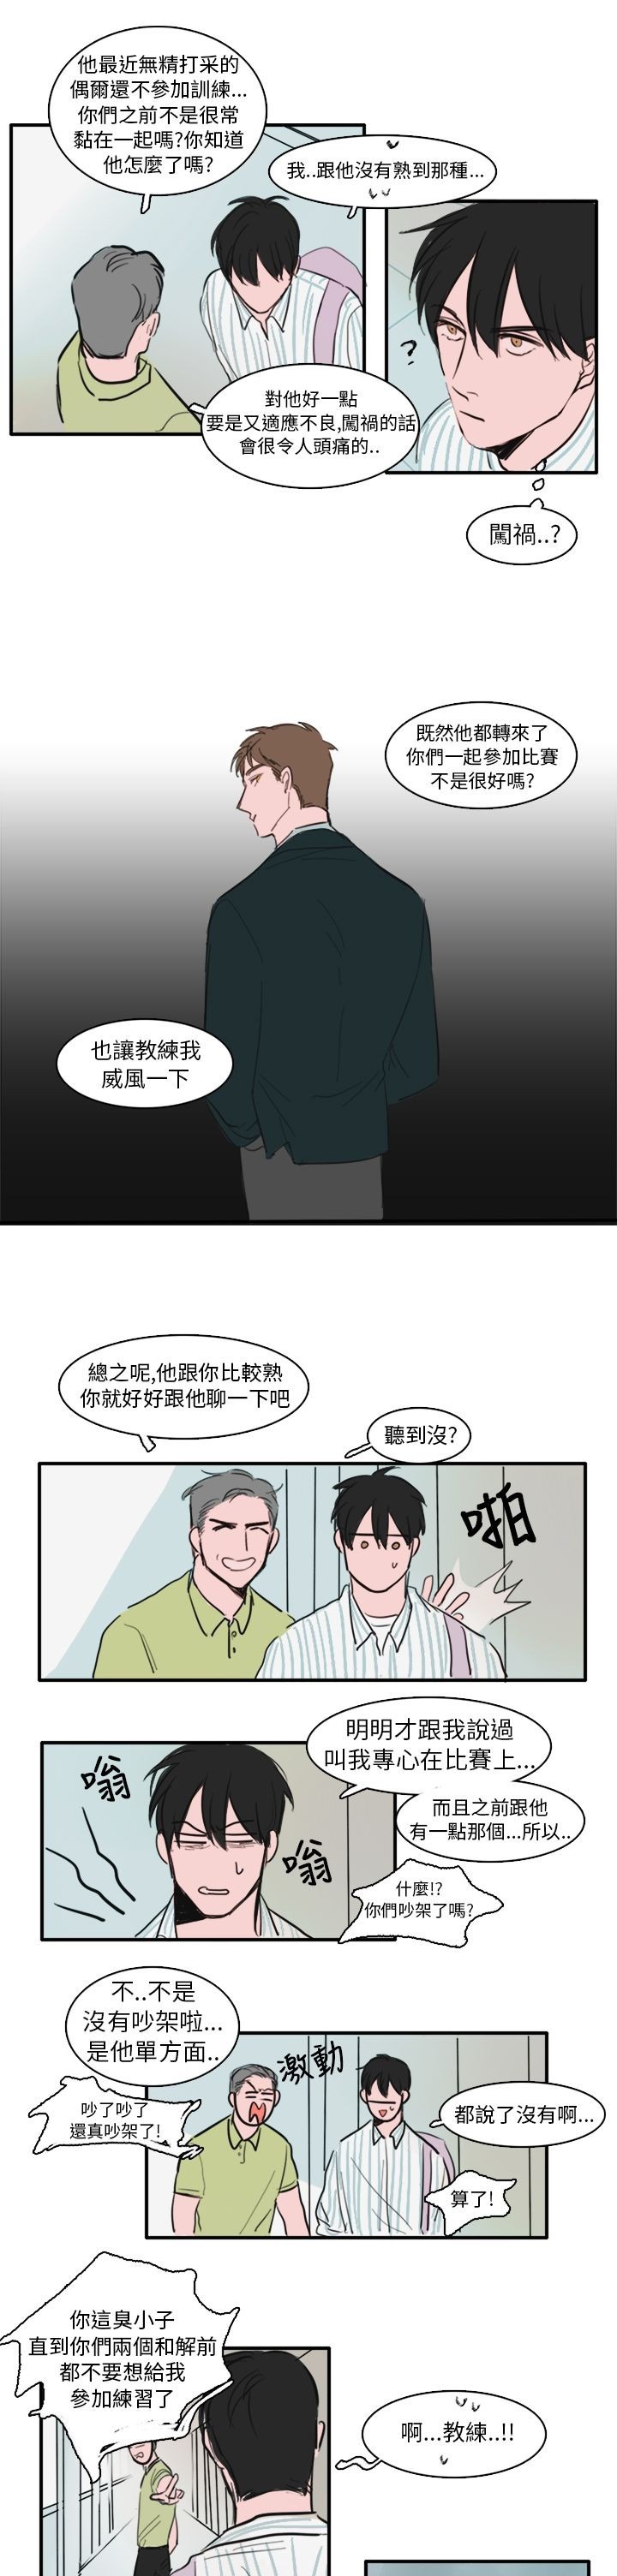 他最近無精打采的
偶爾還不參加訓練...
你們之前不是很常
黏在一起嗎?你知道
他怎麼了嗎?
我..跟他沒有熟到那種...
?
對他好一點
要是又適應不良,闖禍的話
會很令人頭痛的..
闖禍..?
既然他都轉來了
你們一起參加比賽
不是很好嗎?
也讓教練我
威風一下
總之呢,他跟你比較熟
你就好好跟他聊一下吧
聽到沒?
啪
明明才跟我說過
叫我專心在比賽上...
嗡
而且之前跟他
有一點那個...所以..
嗡
什麼!?
你們吵架了嗎?
不..不是
沒有吵架啦...
是他單方面..
激動
吵了吵了
還真吵架了!
都說了沒有啊...
算了!
你這臭小子
直到你們兩個和解前
都不要想給我
參加練習了
啊...教練..!!